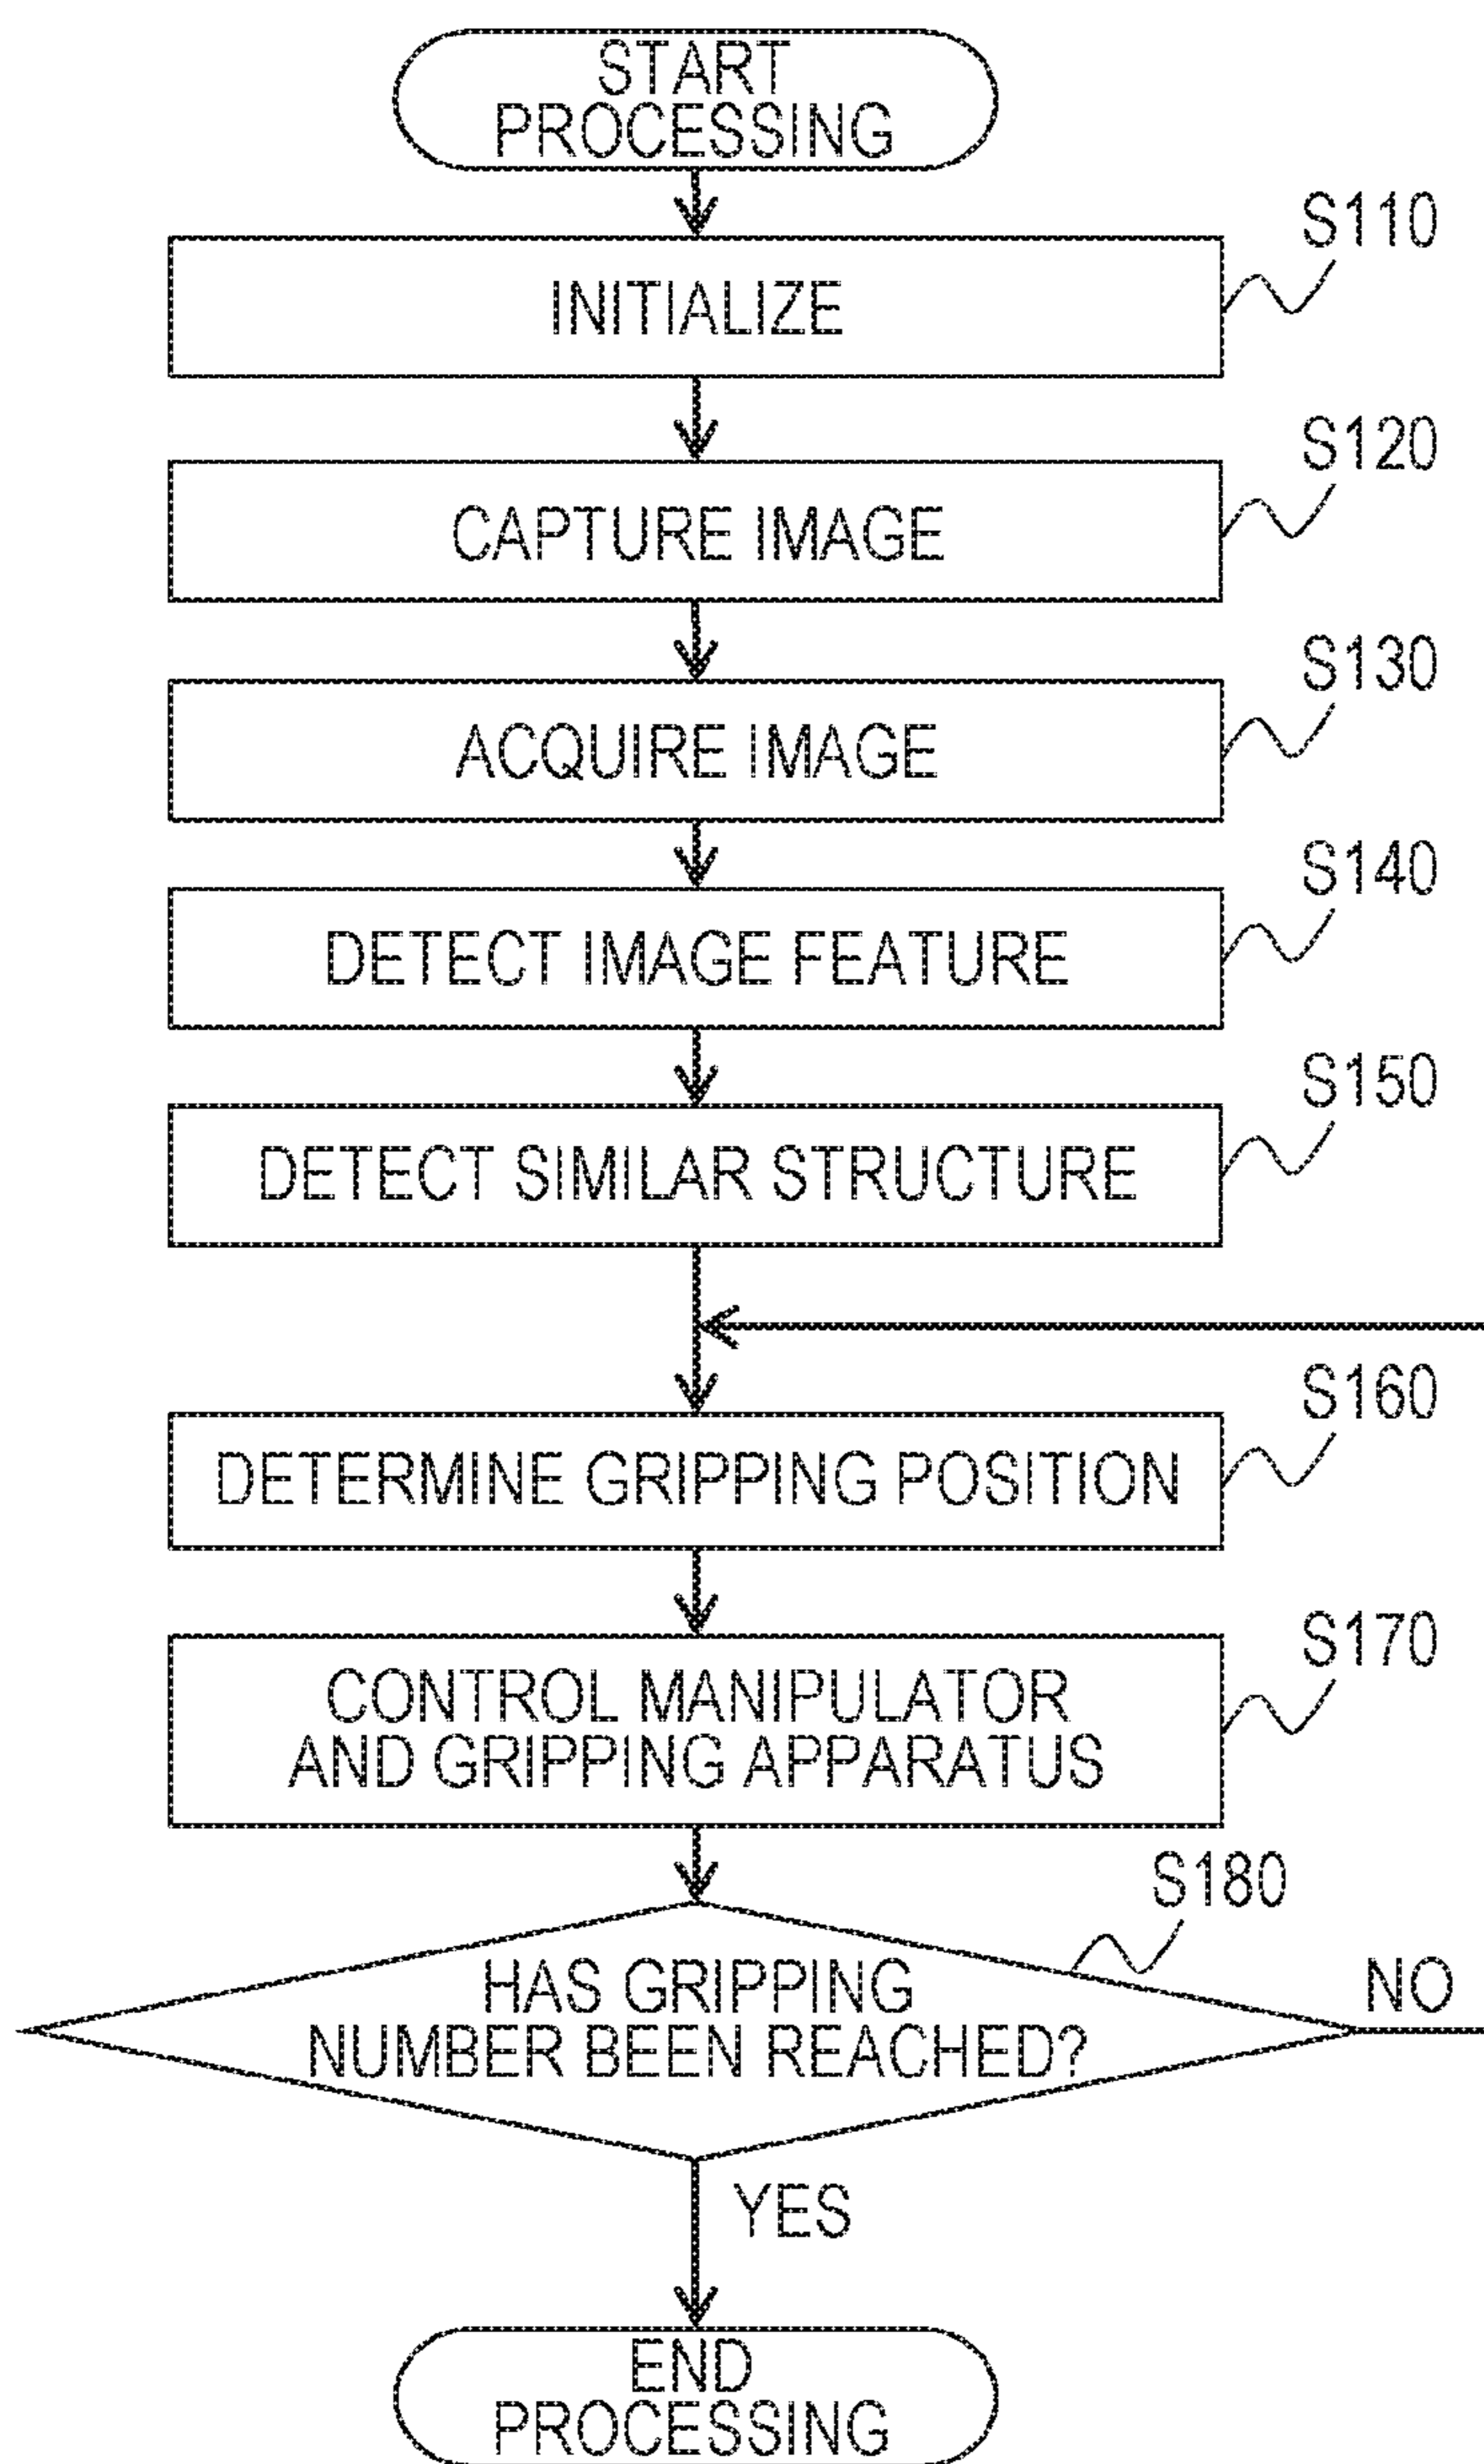 START
PROCESSING
S110
INITIALIZE
S120
CAPTURE IMAGE
S130
ACQUIRE IMAGE
S140
DETECT IMAGE FEATURE
S150
DETECT SIMILAR STRUCTURE
S160
DETERMINE GRIPPING POSITION
S170
CONTROL MANIPULATOR
AND GRIPPING APPARATUS
S180
HAS GRIPPING
NUMBER BEEN REACHED?
NO
YES
END
PROCESSING